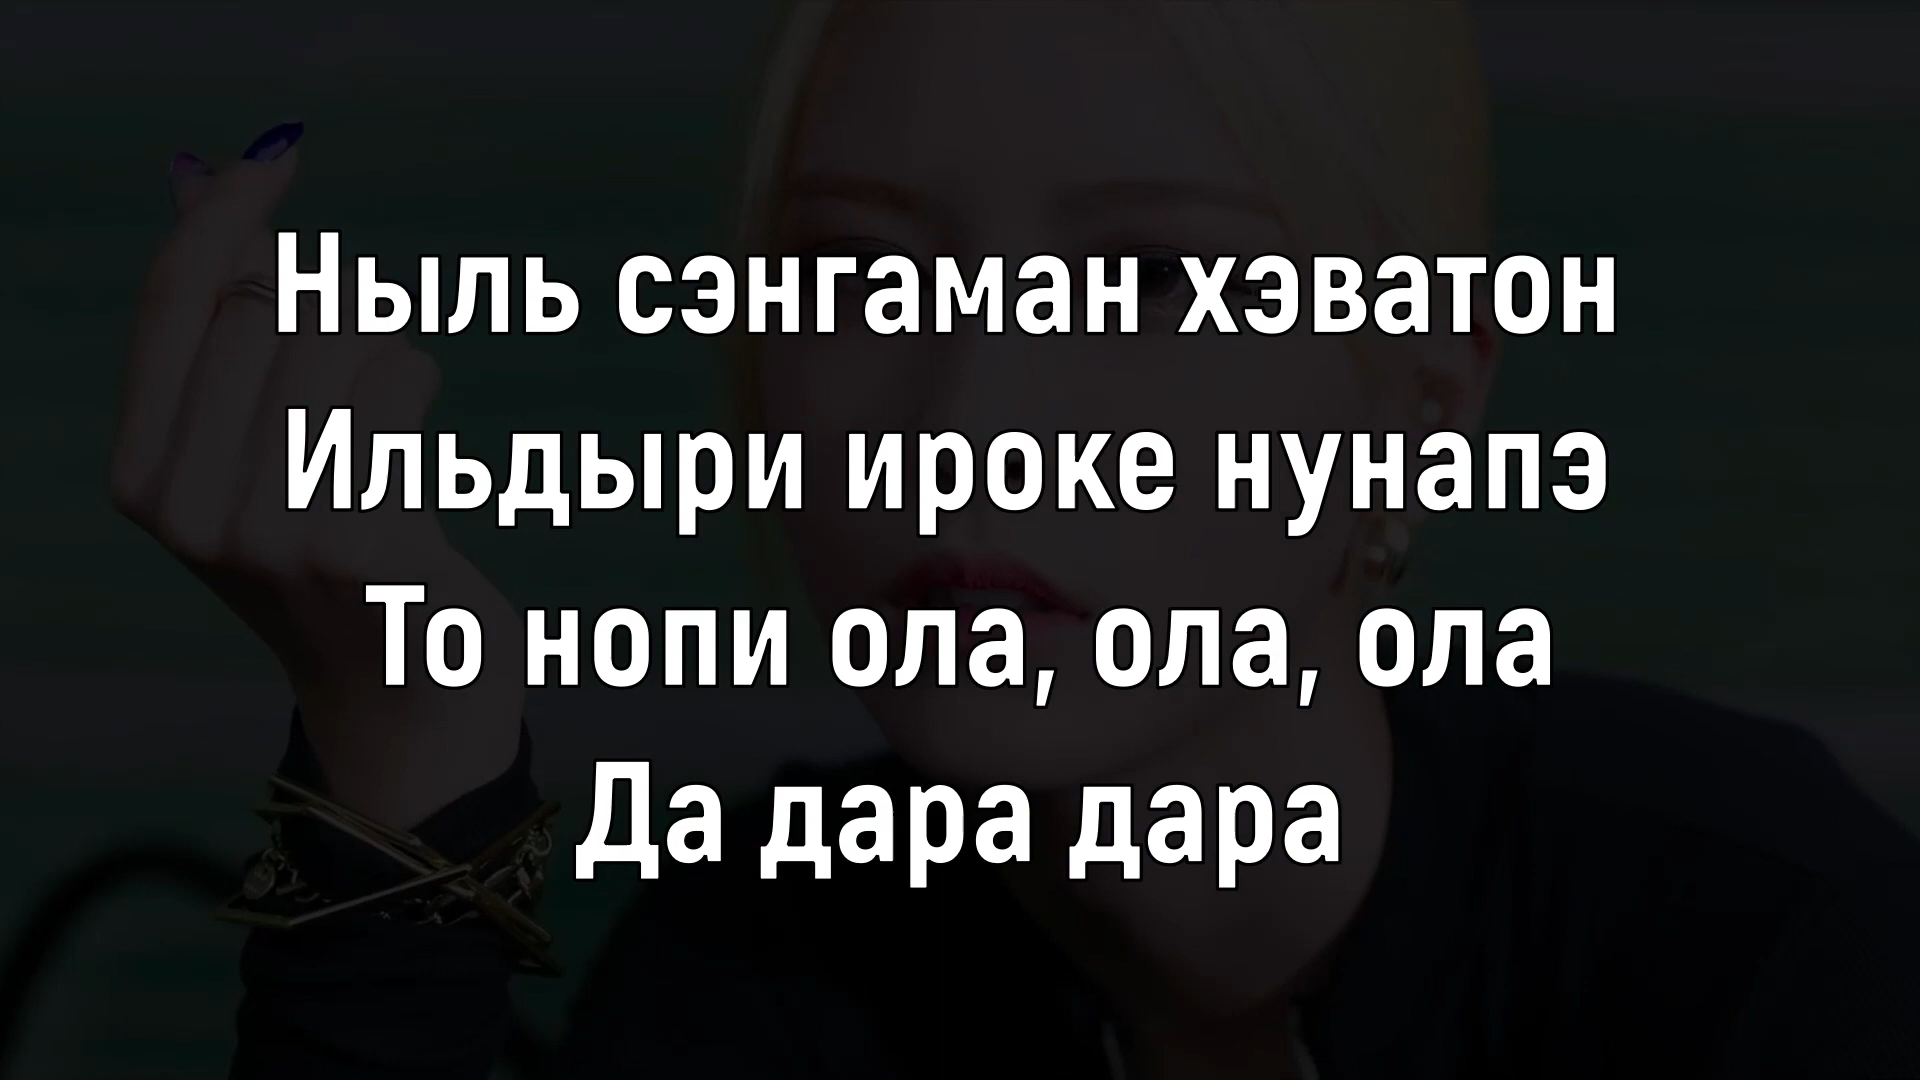 Ныль сэнгаман хэватон
Ильдыри ироке нунапэ
То нопи ола, ола, ола
Да дара дара